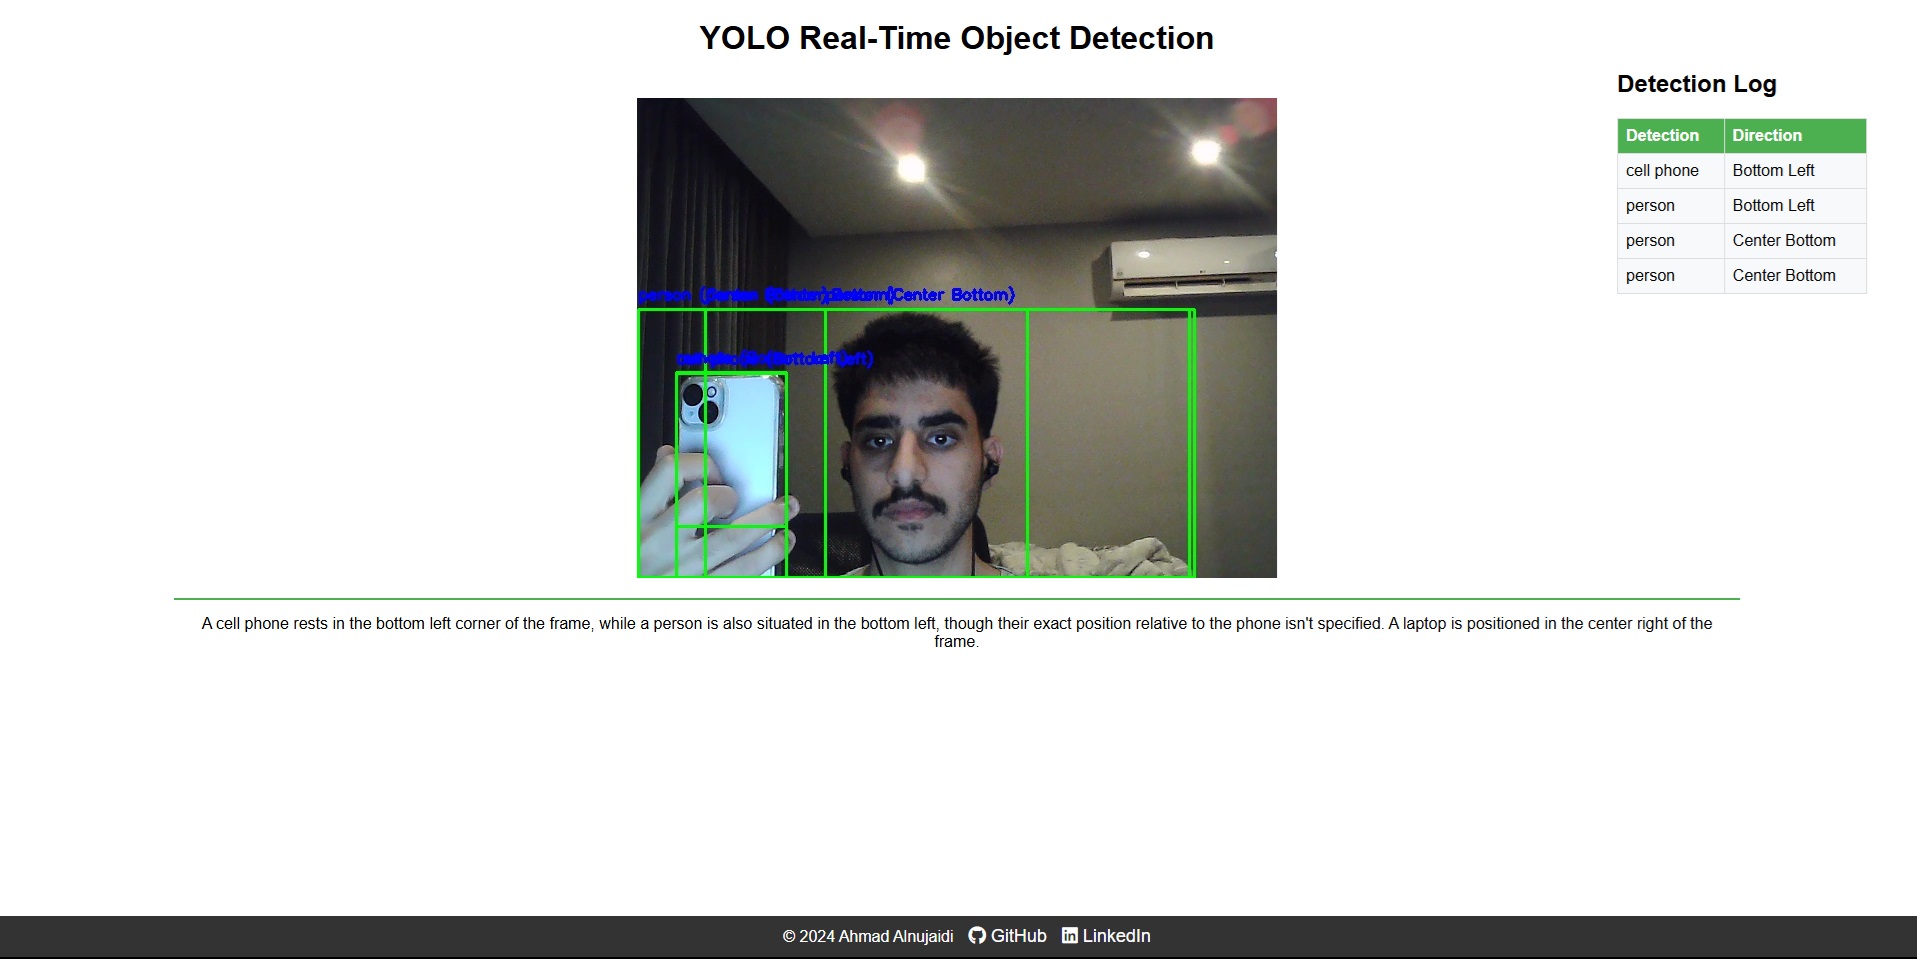 YOLO Real-Time Object Detection
Detection Log
Detection Direction
cell phone Bottom Left
person Bottom Left
person Center Bottom
person Center Bottom
person Center Bottom)
A cell phone rests in the bottom left corner of the frame, while a person is also situated in the bottom left, though their exact position relative to the phone isn't specified. A laptop is positioned in the center right of the
frame.
© 2024 Ahmad Alnujaidi GitHub LinkedIn